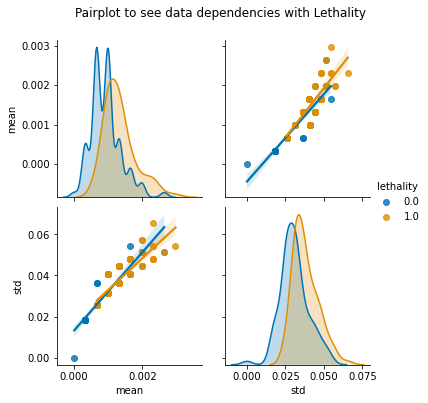 Pairplot to see data dependencies with Lethality
0.003
0.002
0.001
0.000
mean
lethality
0.0
1.0
0.06
0.04
0.02
0.00
std
0.000 0.002
mean
0.000 0.025 0.050 0.075
std